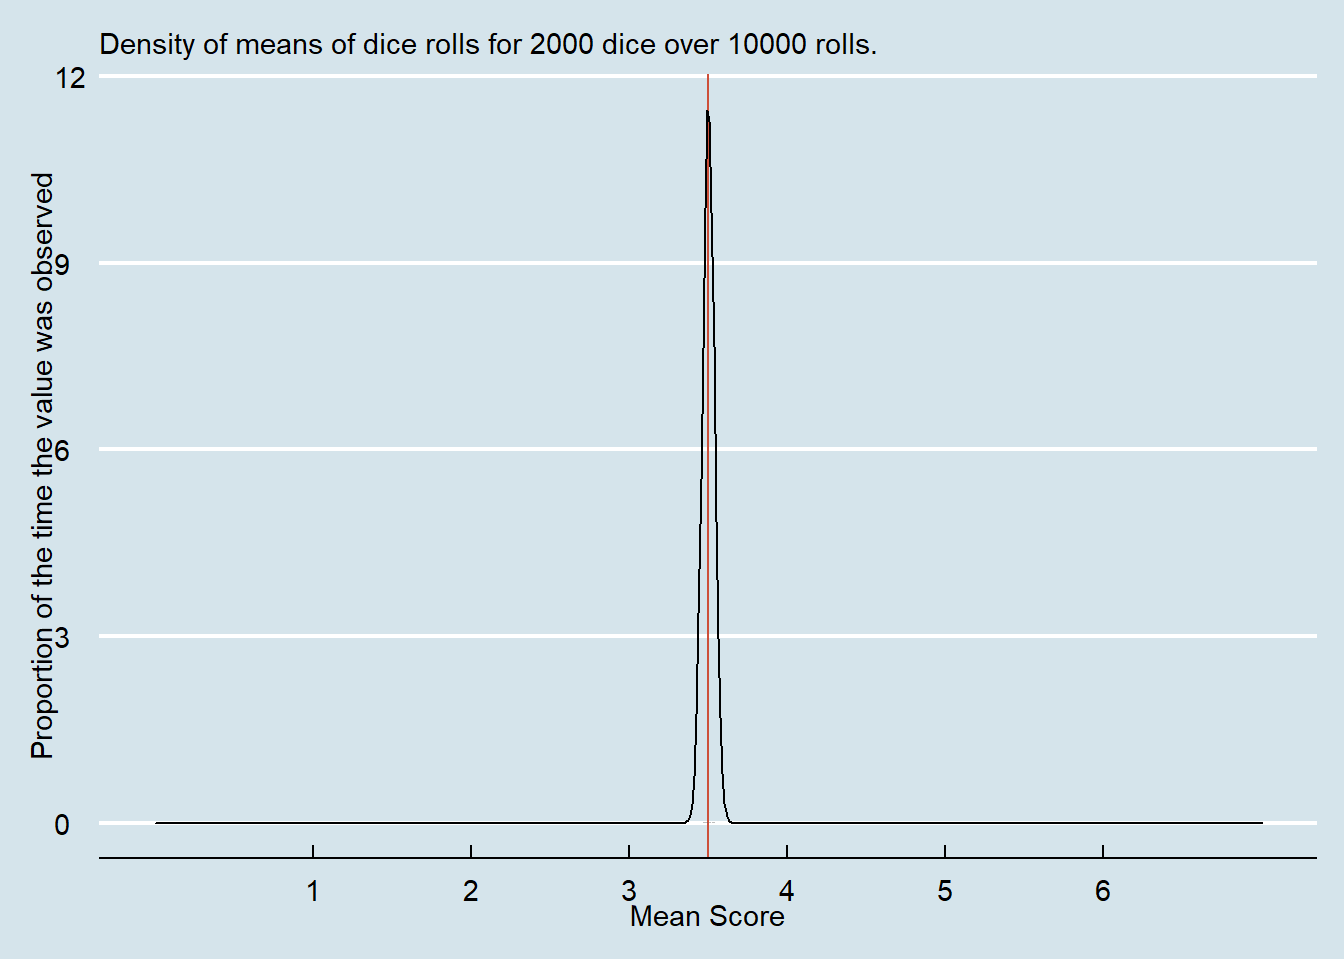 Density of means of dice rolls for 2000 dice over 10000 rolls.
12
9
6
3
0
Proportion of the time the value was observed
1 2 3 4 5 6
Mean Score